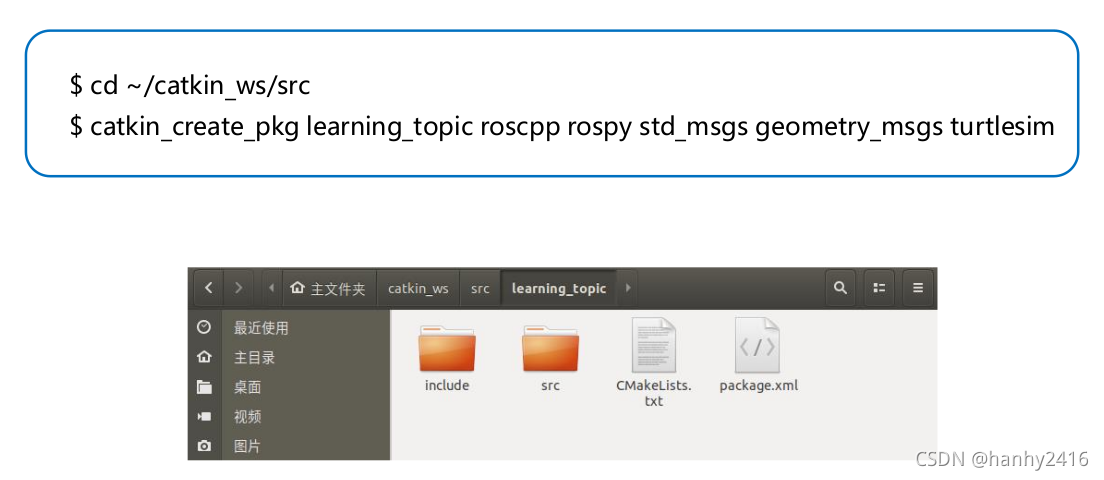 $ cd ~/catkin_ws/src
$ catkin_create_pkg learning_topic roscpp rospy std_msgs geometry_msgs turtlesim
主文件夹 catkin_ws src learning_topic
最近使用
主目录
桌面
视频
图片
include src CMakeLists. package.xml
txt
CSDN @hanhy2416